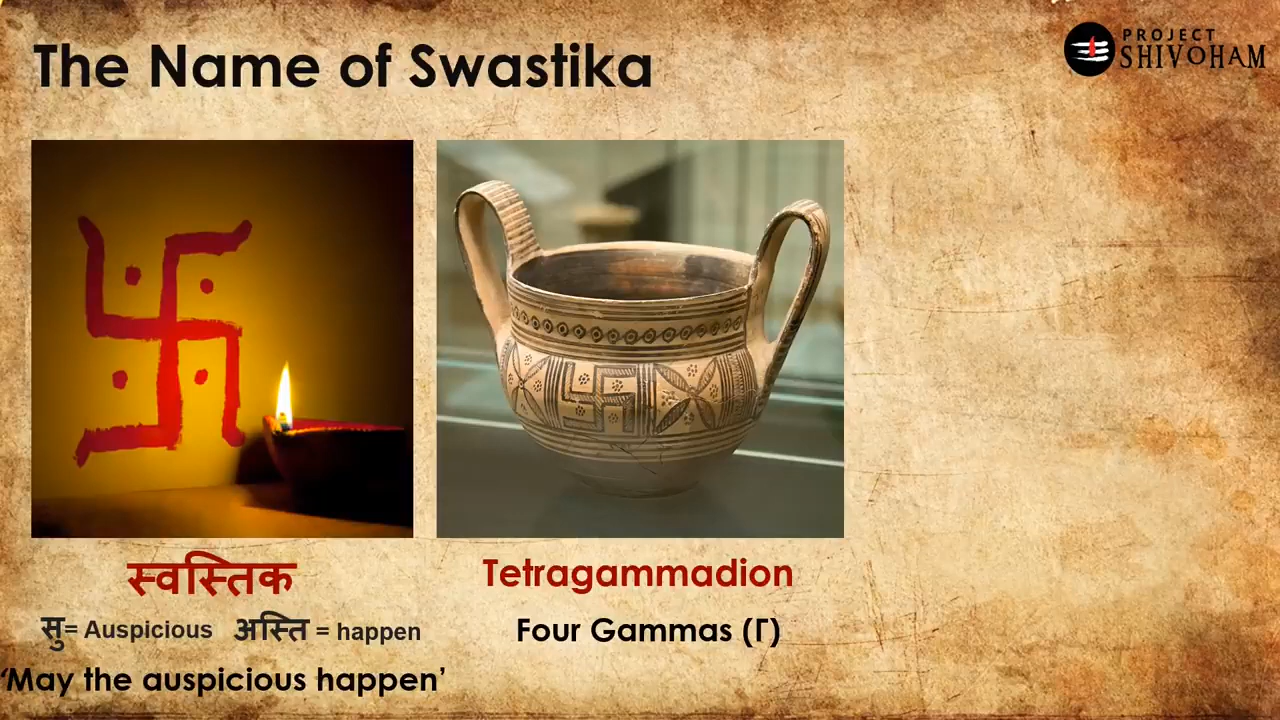 The Name of Swastika
PROJECT
SHIVOHAM
स्वस्तिक
सु= Auspicious अस्ति = happen
‘May the auspicious happen’
Tetragammadion
Four Gammas (Γ)